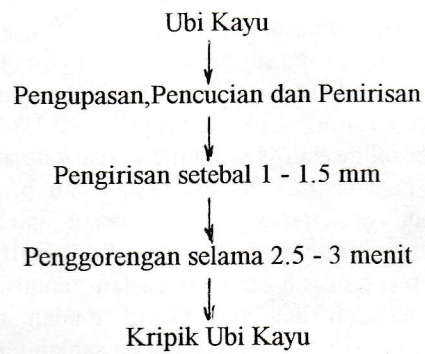 Ubi Kayu
Pengupasan,Pencucian dan Penirisan
Pengirisan setebal 1 - 1.5 mm
Penggorengan selama 2.5 - 3 menit
Kripik Ubi Kayu